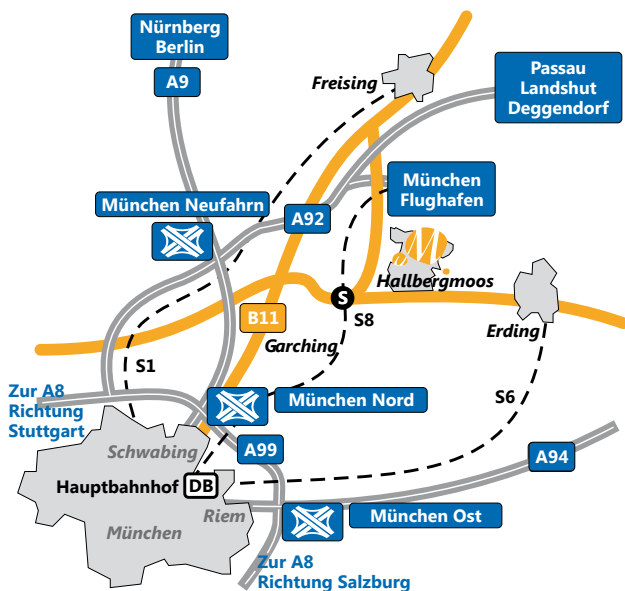 Nürnberg
Berlin
A9
Freising
Passau
Landshut
Deggendorf
München
Flughafen
München Neufahrn
A92
Hallbergmoos
S
S8
B11
Garching
Erding
S1
Zur A8
Richtung
Stuttgart
München Nord
S6
Schwabing
A99
A94
Hauptbahnhof
DB
Riem
München
München Ost
Zur A8
Richtung Salzburg